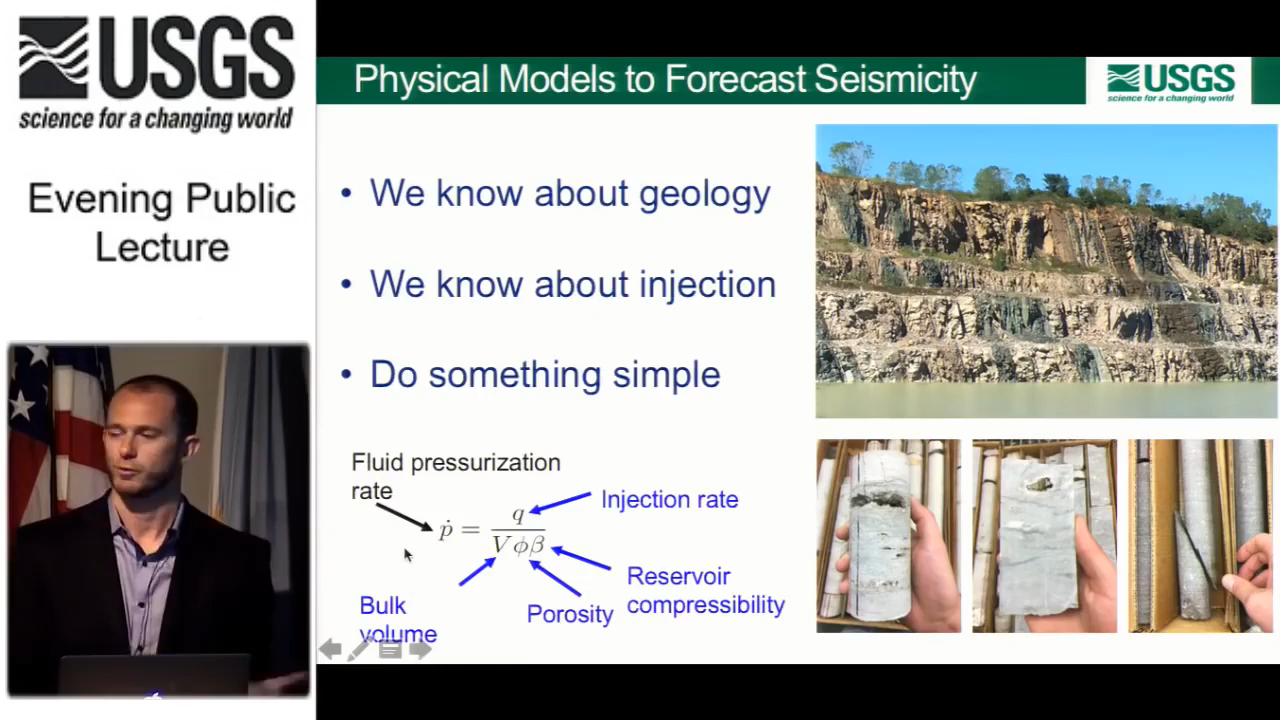 USGS
science for a changing world
Evening Public
Lecture
Physical Models to Forecast Seismicity
USGS
science for a changing world
• We know about geology
• We know about injection
• Do something simple
Fluid pressurization
rate
ṗ = q / Vϕβ
Injection rate
Reservoir
compressibility
Porosity
Bulk
volume